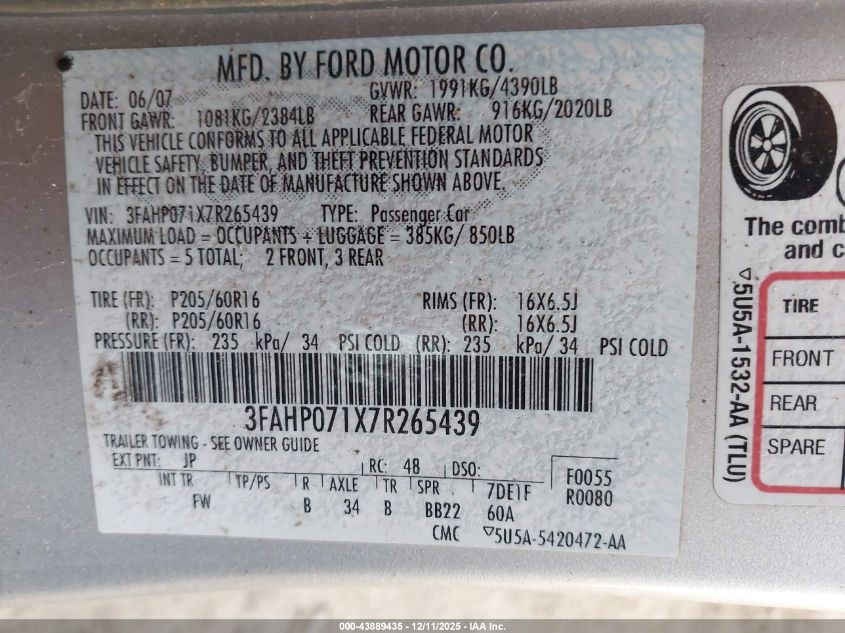 MFD. BY FORD MOTOR CO.
DATE: 06/07 GVWR: 1991KG/4390LB
FRONT GAWR: 1081KG/2384LB REAR GAWR: 916KG/2020LB
THIS VEHICLE CONFORMS TO ALL APPLICABLE FEDERAL MOTOR
VEHICLE SAFETY, BUMPER, AND THEFT PREVENTION STANDARDS
IN EFFECT ON THE DATE OF MANUFACTURE SHOWN ABOVE.
VIN: 3FAHP071X7R265439 TYPE: Passenger Car
MAXIMUM LOAD = OCCUPANTS + LUGGAGE = 385KG/ 850LB
OCCUPANTS = 5 TOTAL; 2 FRONT, 3 REAR
TIRE (FR): P205/60R16 RIMS (FR): 16X6.5J
(RR): P205/60R16 (RR): 16X6.5J
PRESSURE (FR): 235 kPa/ 34 PSI COLD (RR): 235 kPa/ 34 PSI COLD
3FAHP071X7R265439
TRAILER TOWING - SEE OWNER GUIDE
EXT PNT: JP RC: 48 DSO: F0055
INT TR TP/PS R AXLE TR SPR 7DE1F R0080
FW B 34 B BB22 60A
CMC ▽5U5A-5420472-AA
The comb
and c
▽5U5A-1532-AA (TLU)
TIRE
FRONT
REAR
SPARE
000-43889435 - 12/11/2025 - IAA Inc.